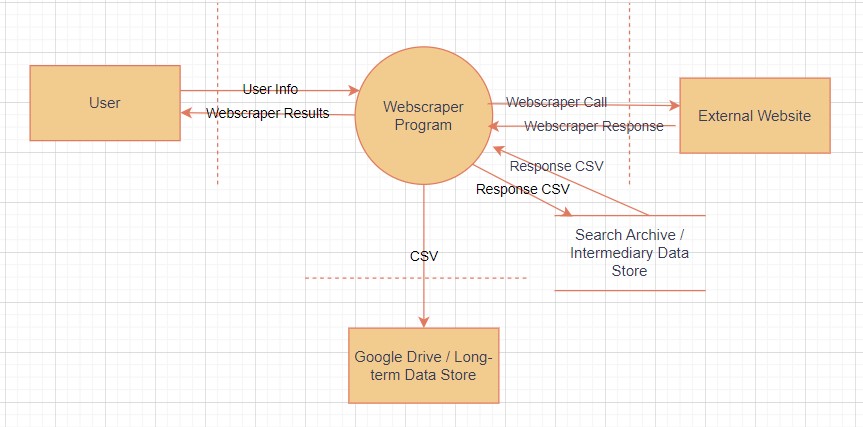 User
User Info
Webscraper Results
Webscraper
Program
Webscraper Call
Webscraper Response
External Website
Response CSV
Response CSV
Search Archive /
Intermediary Data
Store
CSV
Google Drive / Long-
term Data Store